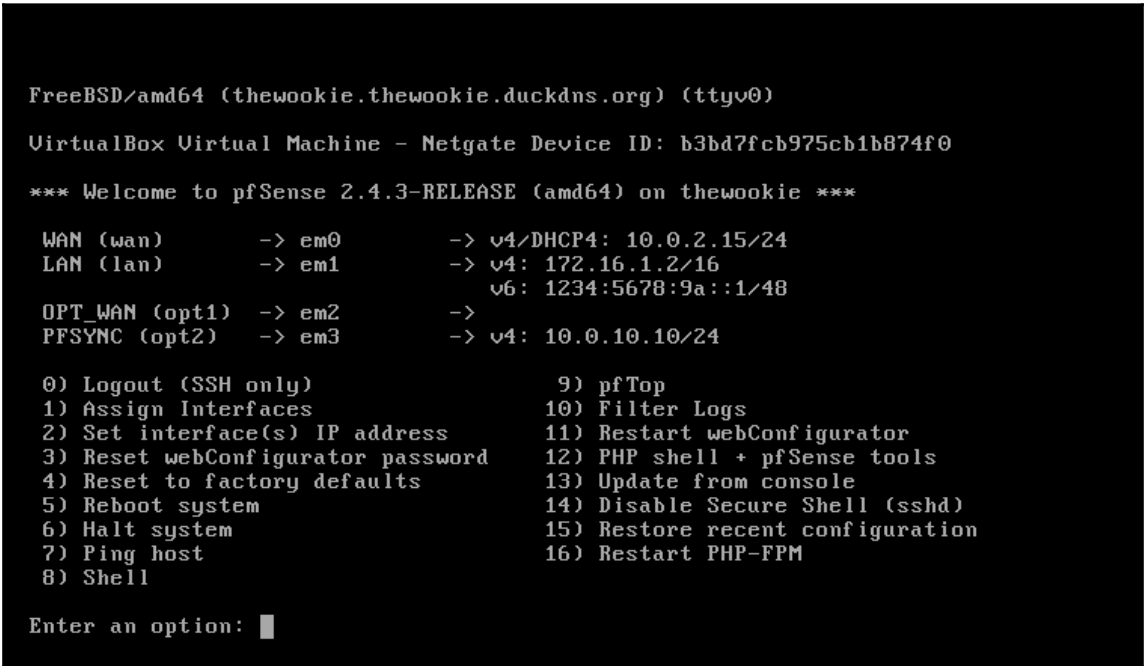 FreeBSD/amd64 (thewookie.thewookie.duckdns.org) (ttyv0)
VirtualBox Virtual Machine - Netgate Device ID: b3bd7fcb975cb1b874f0
*** Welcome to pfSense 2.4.3-RELEASE (amd64) on thewookie ***
WAN (wan) -> em0 -> v4/DHCP4: 10.0.2.15/24
LAN (lan) -> em1 -> v4: 172.16.1.2/16
v6: 1234:5678:9a::1/48
OPT_WAN (opt1) -> em2 ->
PFSYNC (opt2) -> em3 -> v4: 10.0.10.10/24
0) Logout (SSH only) 9) pfTop
1) Assign Interfaces 10) Filter Logs
2) Set interface(s) IP address 11) Restart webConfigurator
3) Reset webConfigurator password 12) PHP shell + pfSense tools
4) Reset to factory defaults 13) Update from console
5) Reboot system 14) Disable Secure Shell (sshd)
6) Halt system 15) Restore recent configuration
7) Ping host 16) Restart PHP-FPM
8) Shell
Enter an option: